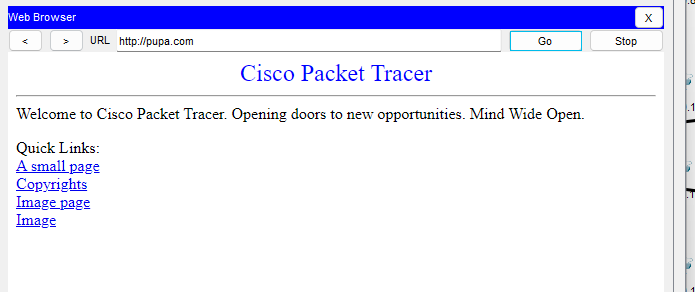 Web Browser X
< > URL http://pupa.com Go Stop
Cisco Packet Tracer
Welcome to Cisco Packet Tracer. Opening doors to new opportunities. Mind Wide Open.
Quick Links:
A small page
Copyrights
Image page
Image